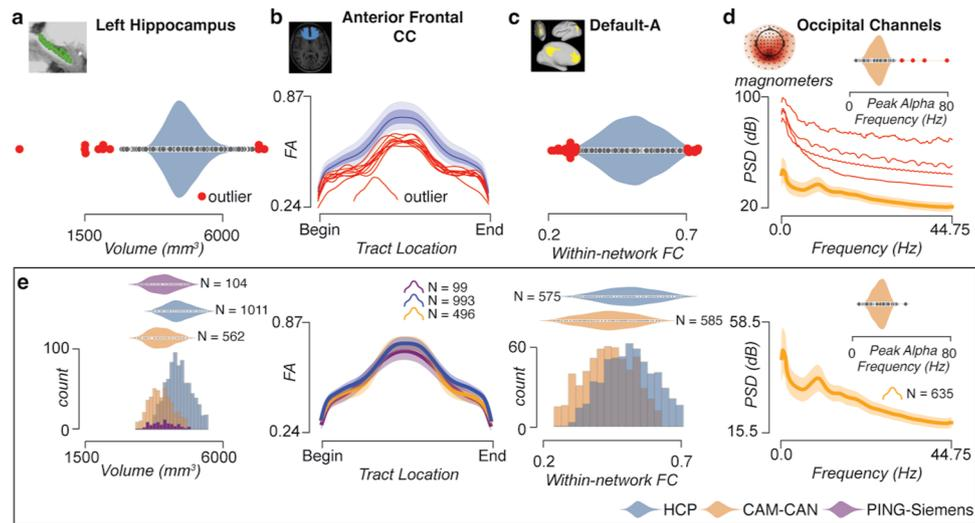 a
Left Hippocampus
outlier
1500
6000
Volume (mm³)
b
Anterior Frontal
CC
0.87
FA
0.24
outlier
Begin
End
Tract Location
c
Default-A
0.2
0.7
Within-network FC
d
Occipital Channels
magnometers
0
80
Peak Alpha
Frequency (Hz)
100
PSD (dB)
20
0.0
44.75
Frequency (Hz)
e
N = 104
N = 1011
N = 562
100
count
0
1500
6000
Volume (mm³)
N = 99
N = 993
N = 496
0.87
FA
0.24
Begin
End
Tract Location
N = 575
N = 585
60
count
0
0.2
0.7
Within-network FC
0
80
Peak Alpha
Frequency (Hz)
58.5
PSD (dB)
15.5
N = 635
0.0
44.75
Frequency (Hz)
HCP
CAM-CAN
PING-Siemens